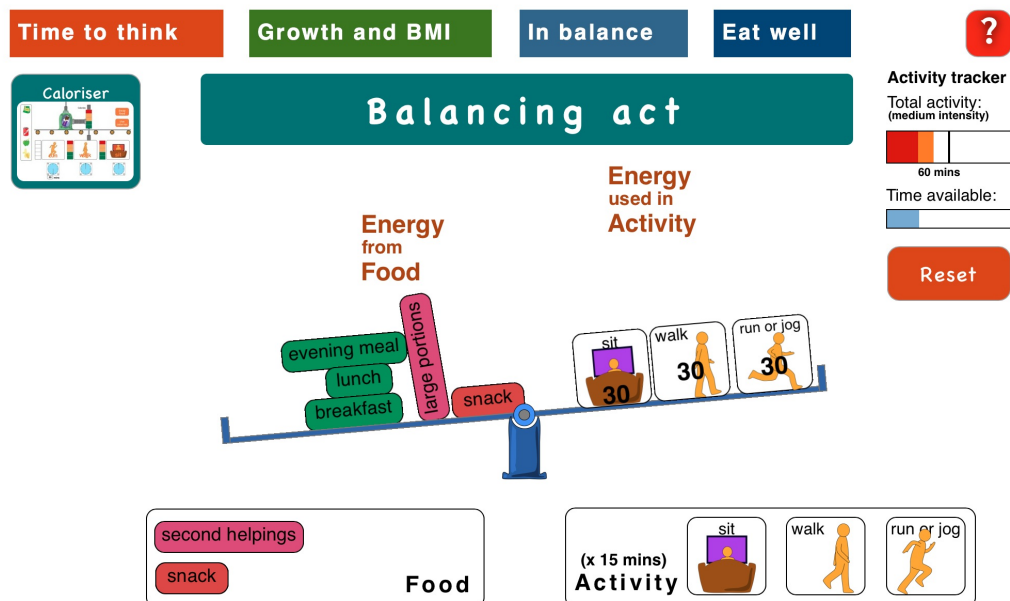 Time to think
Growth and BMI
In balance
Eat well
?
Caloriser
Balancing act
Activity tracker
Total activity:
(medium intensity)
60 mins
Time available:
Reset
Energy
from
Food
Energy
used in
Activity
evening meal
lunch
breakfast
large portions
snack
sit
30
walk
30
run or jog
30
second helpings
snack
Food
(x 15 mins)
Activity
sit
walk
run or jog